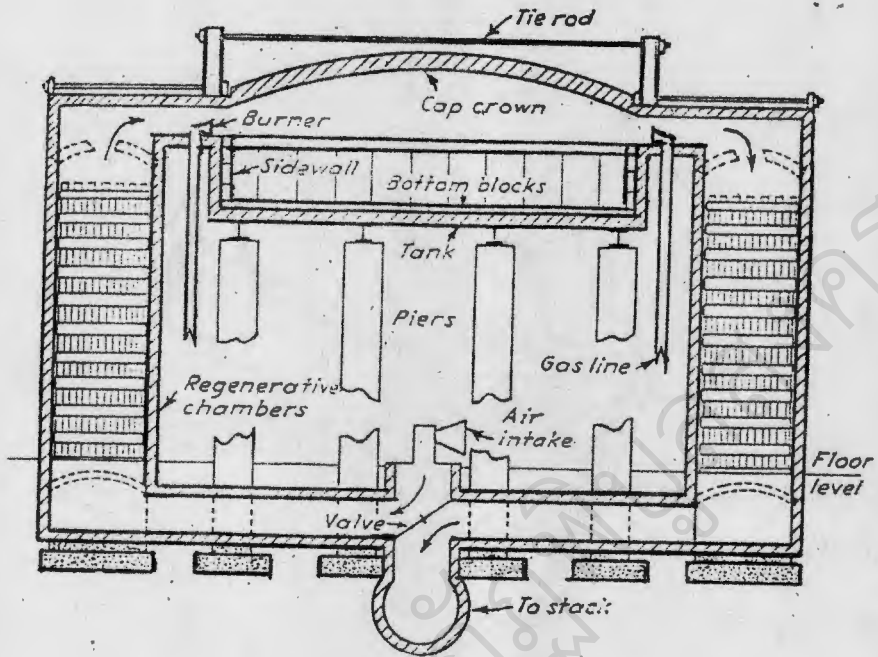 Tie rod
Cap crown
Burner
Sidewall
Bottom blocks
Tank
Piers
Gas line
Regenerative
chambers
Air
intake
Floor
level
Valve
To stack